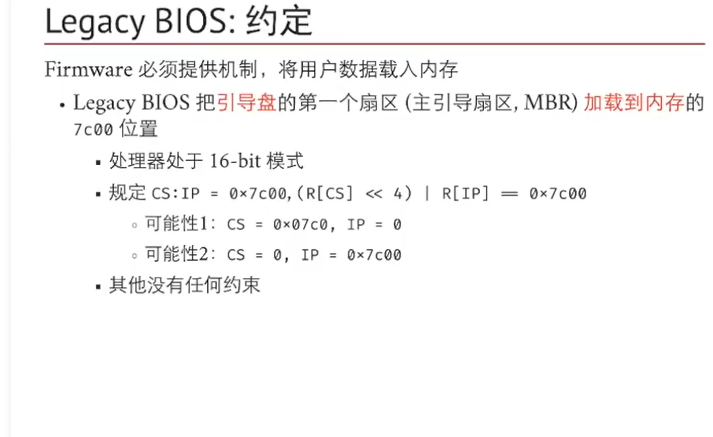 Legacy BIOS: 约定
Firmware 必须提供机制，将用户数据载入内存
• Legacy BIOS 把引导盘的第一个扇区 (主引导扇区, MBR) 加载到内存的
7c00 位置
▪ 处理器处于 16-bit 模式
▪ 规定 CS:IP = 0x7c00, (R[CS] << 4) | R[IP] == 0x7c00
◦ 可能性1：CS = 0x07c0, IP = 0
◦ 可能性2：CS = 0, IP = 0x7c00
▪ 其他没有任何约束